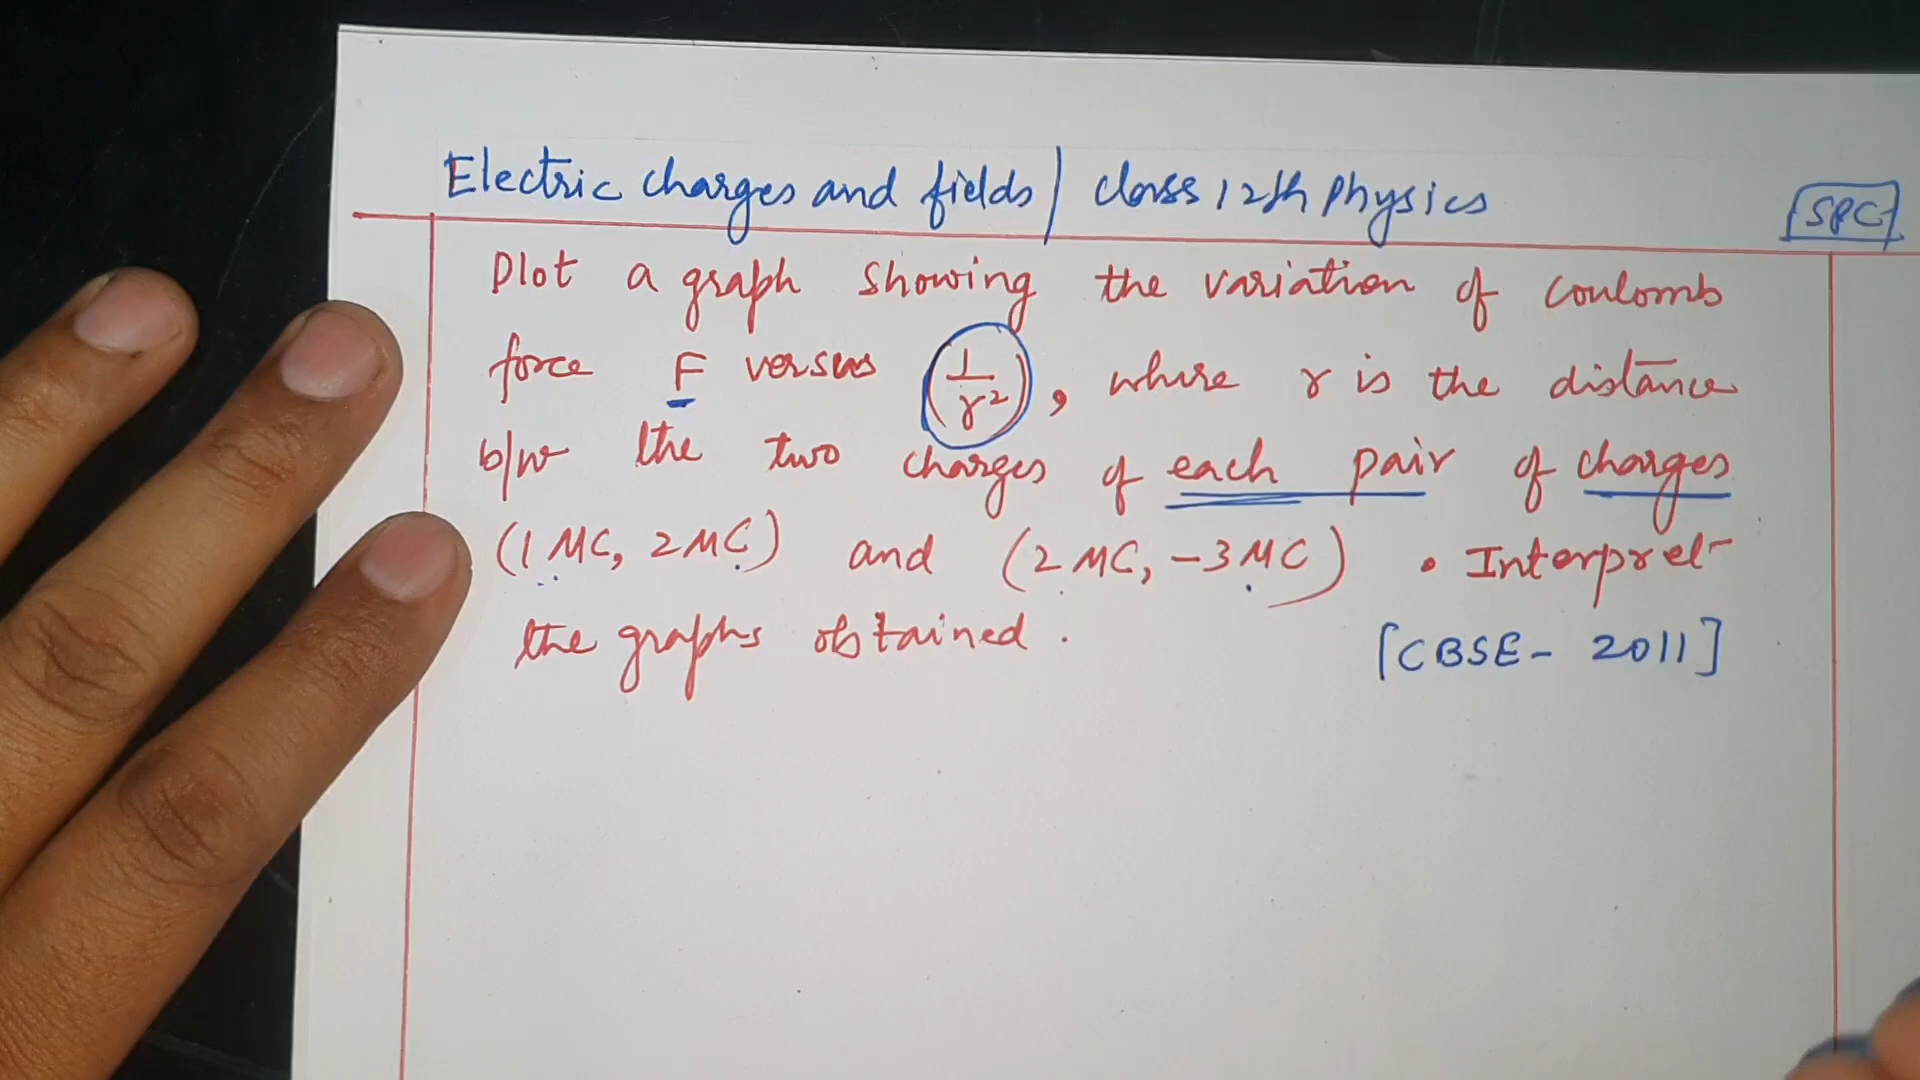 Electric charges and fields | class 12th physics
SPC
Plot a graph showing the variation of coulomb
force F versus (1/r²), where r is the distance
b/w the two charges of each pair of charges
(1 μC, 2 μC) and (2 μC, -3 μC). Interpret
the graphs obtained.
[CBSE - 2011]